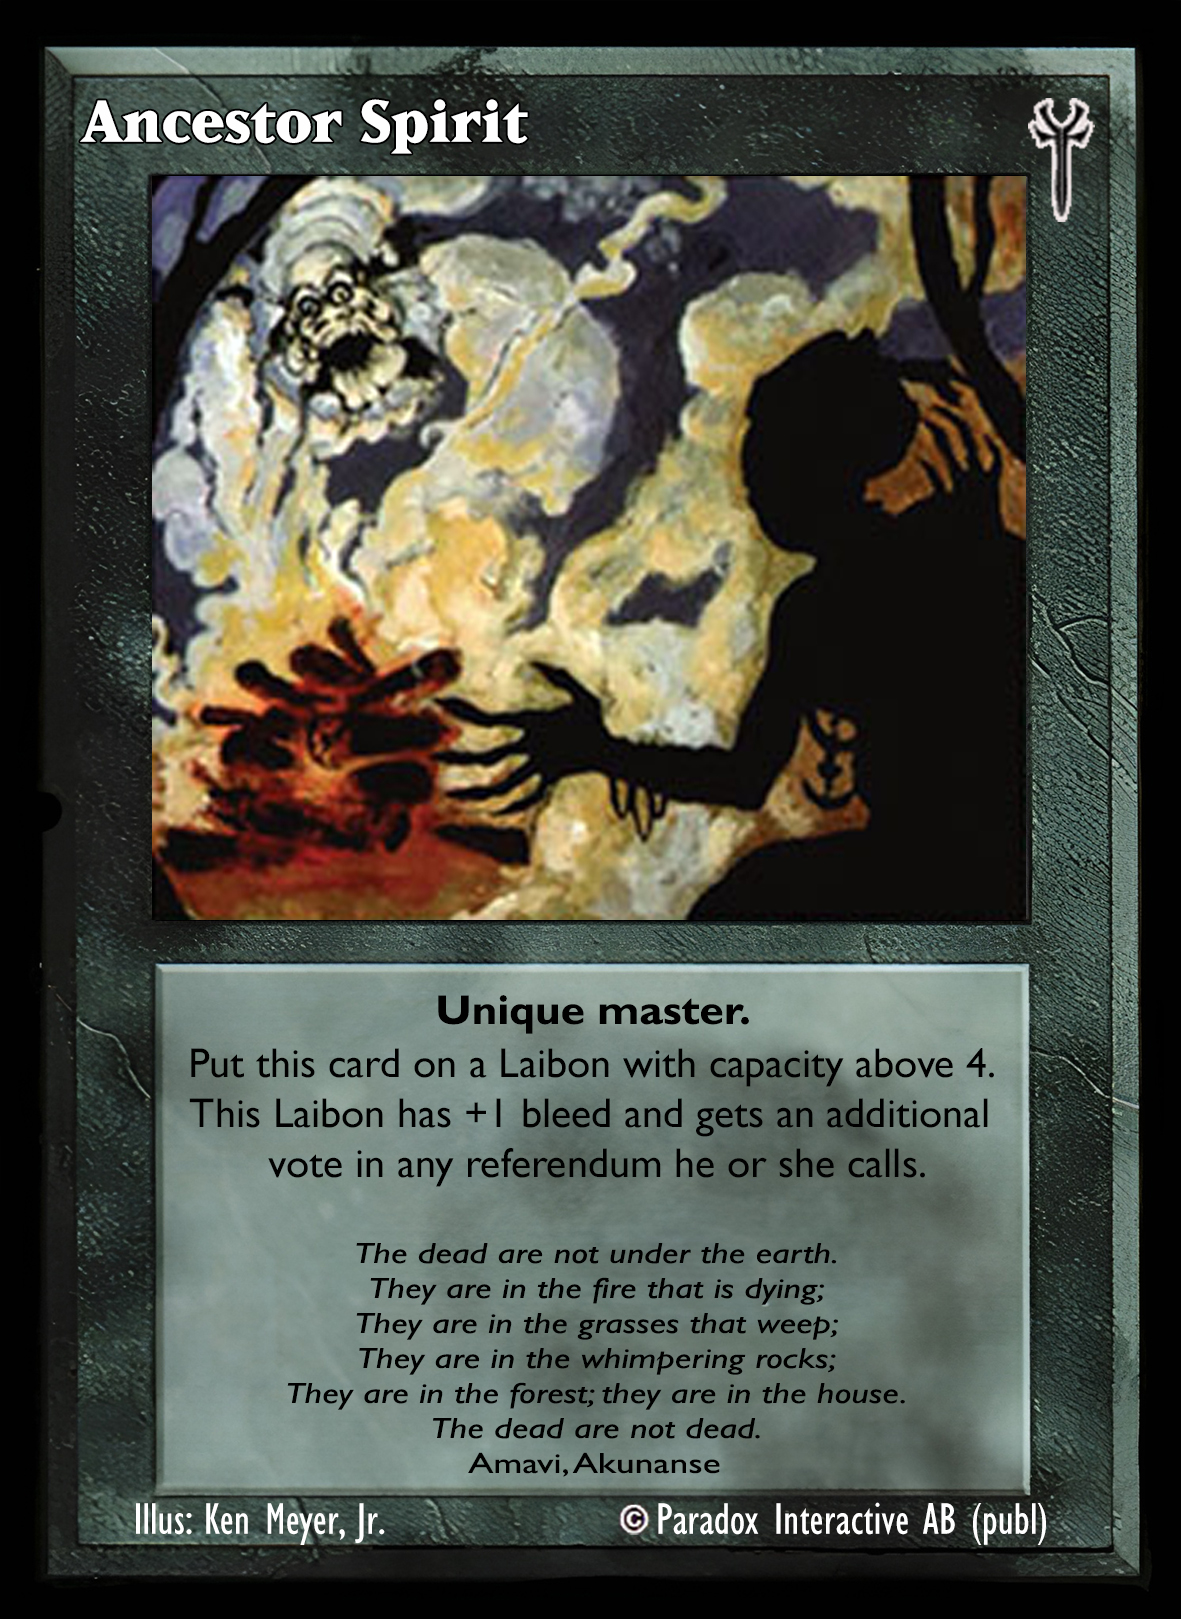 Ancestor Spirit
Unique master.
Put this card on a Laibon with capacity above 4.
This Laibon has +1 bleed and gets an additional
vote in any referendum he or she calls.
The dead are not under the earth.
They are in the fire that is dying;
They are in the grasses that weep;
They are in the whimpering rocks;
They are in the forest; they are in the house.
The dead are not dead.
Amavi, Akunanse
Illus: Ken Meyer, Jr.
© Paradox Interactive AB (publ)